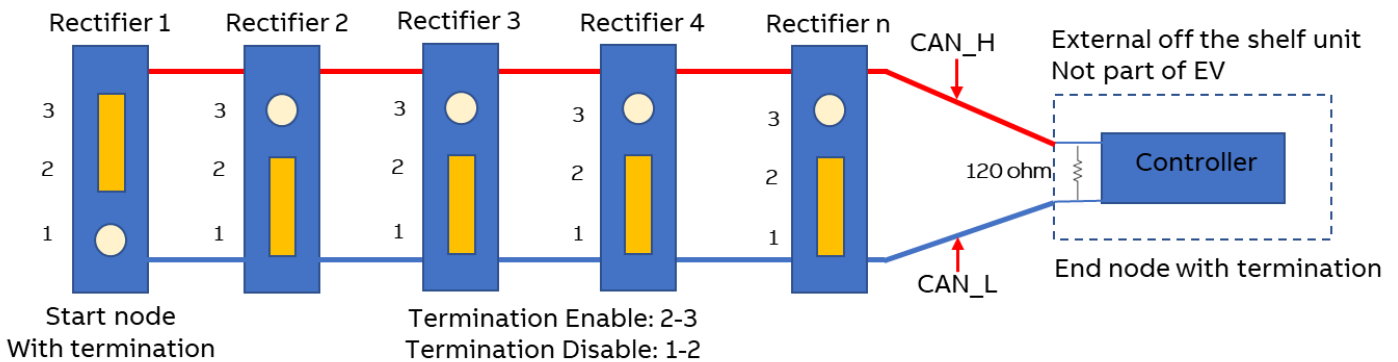 Rectifier 1
Rectifier 2
Rectifier 3
Rectifier 4
Rectifier n
CAN_H
External off the shelf unit
Not part of EV
3
2
1
3
2
1
3
2
1
3
2
1
3
2
1
120 ohm
Controller
CAN_L
End node with termination
Start node
With termination
Termination Enable: 2-3
Termination Disable: 1-2